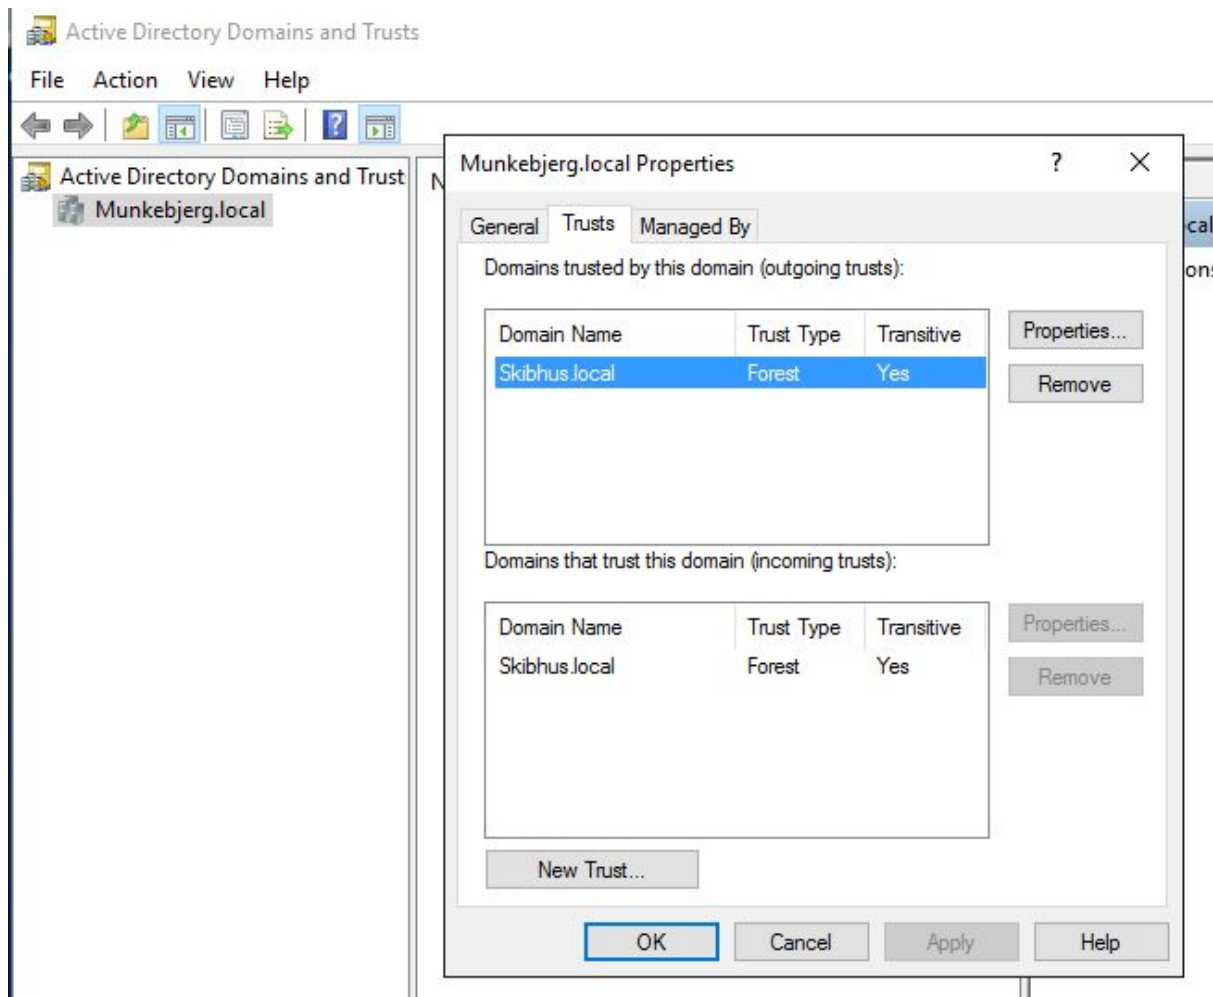 Active Directory Domains and Trusts
File Action View Help
Active Directory Domains and Trust
Munkebjerg.local
N
Munkebjerg.local Properties
? ×
General Trusts Managed By
Domains trusted by this domain (outgoing trusts):
Domain Name Trust Type Transitive
Skibhus.local Forest Yes
Properties...
Remove
Domains that trust this domain (incoming trusts):
Domain Name Trust Type Transitive
Skibhus.local Forest Yes
Properties...
Remove
New Trust...
OK Cancel Apply Help
cal
ons